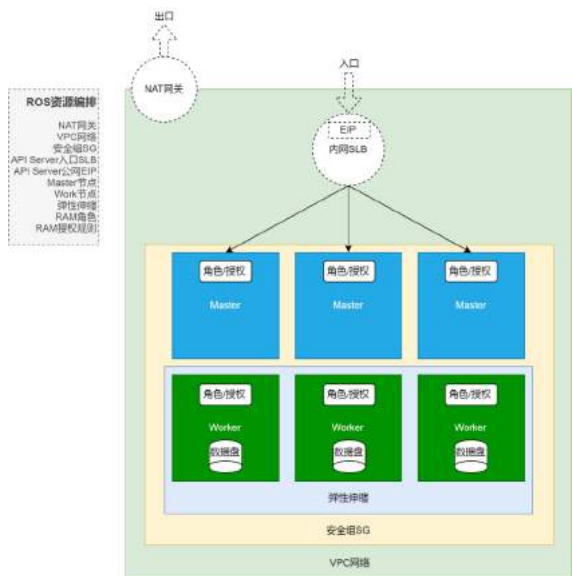 出口
NAT网关
入口
EIP
内网SLB
ROS资源编排
NAT网关
VPC网络
安全组SG
API Server入口SLB
API Server公网EIP
Master节点
Work节点
弹性伸缩
RAM角色
RAM授权规则
角色/授权
角色/授权
角色/授权
Master
Master
Master
角色/授权
角色/授权
角色/授权
Worker
Worker
Worker
数据盘
数据盘
数据盘
弹性伸缩
安全组SG
VPC网络